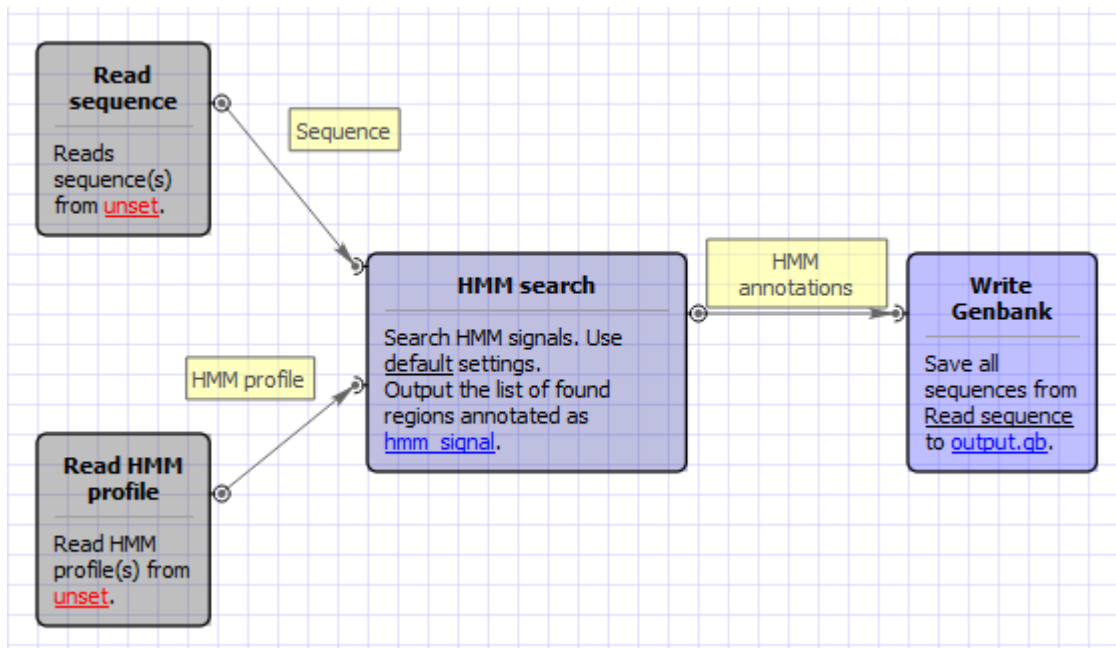 Read
sequence
Reads
sequence(s)
from unset.
Sequence
HMM profile
Read HMM
profile
Read HMM
profile(s) from
unset.
HMM search
Search HMM signals. Use
default settings.
Output the list of found
regions annotated as
hmm_signal.
HMM
annotations
Write
Genbank
Save all
sequences from
Read sequence
to output.gb.